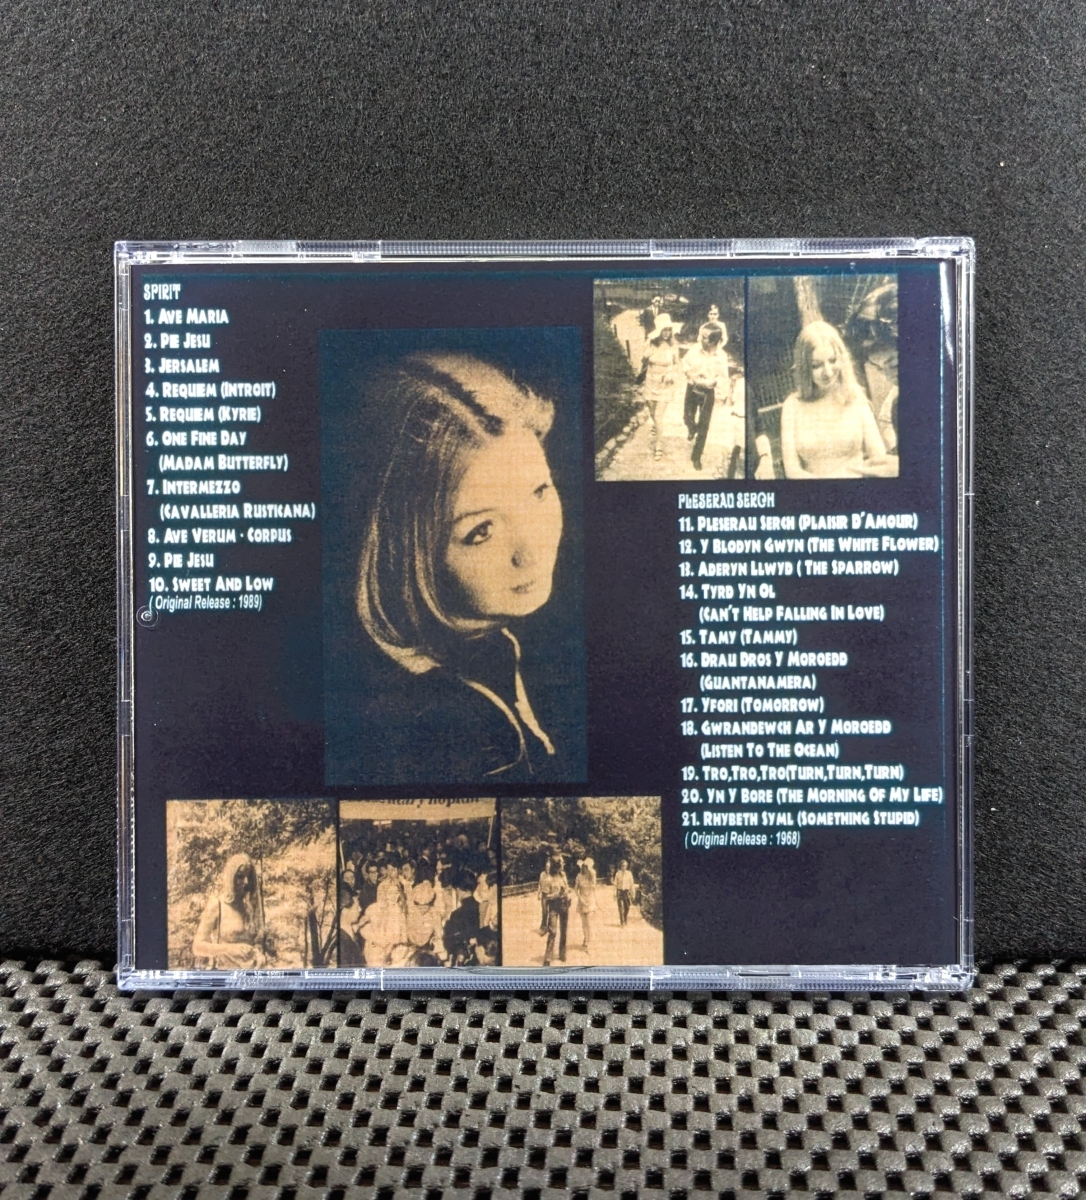 SPIRIT
1. AVE MARIA
2. PIE JESU
3. JERSALEM
4. REQUIEM (INTROIT)
5. REQUIEM (KYRIE)
6. ONE FINE DAY
(MADAM BUTTERFLY)
7. INTERMEZZO
(CAVALLERIA RUSTICANA)
8. AVE VERUM - CORPUS
9. PIE JESU
10. SWEET AND LOW
( Original Release : 1989)
PLESERAU SERCH
11. PLESERAU SERCH (PLAISIR D'AMOUR)
12. Y BLODYN GWYN (THE WHITE FLOWER)
13. ADERYN LLWYD ( THE SPARROW)
14. TYRD YN OL
(CAN'T HELP FALLING IN LOVE)
15. TAMY (TAMMY)
16. DRAU DROS Y MOROEDD
(GUANTANAMERA)
17. YFORI (TOMORROW)
18. GWRANDEWCH AR Y MOROEDD
(LISTEN TO THE OCEAN)
19. TRO,TRO,TRO(TURN,TURN,TURN)
20. YN Y BORE (THE MORNING OF MY LIFE)
21. RHYBETH SYML (SOMETHING STUPID)
( Original Release : 1968)